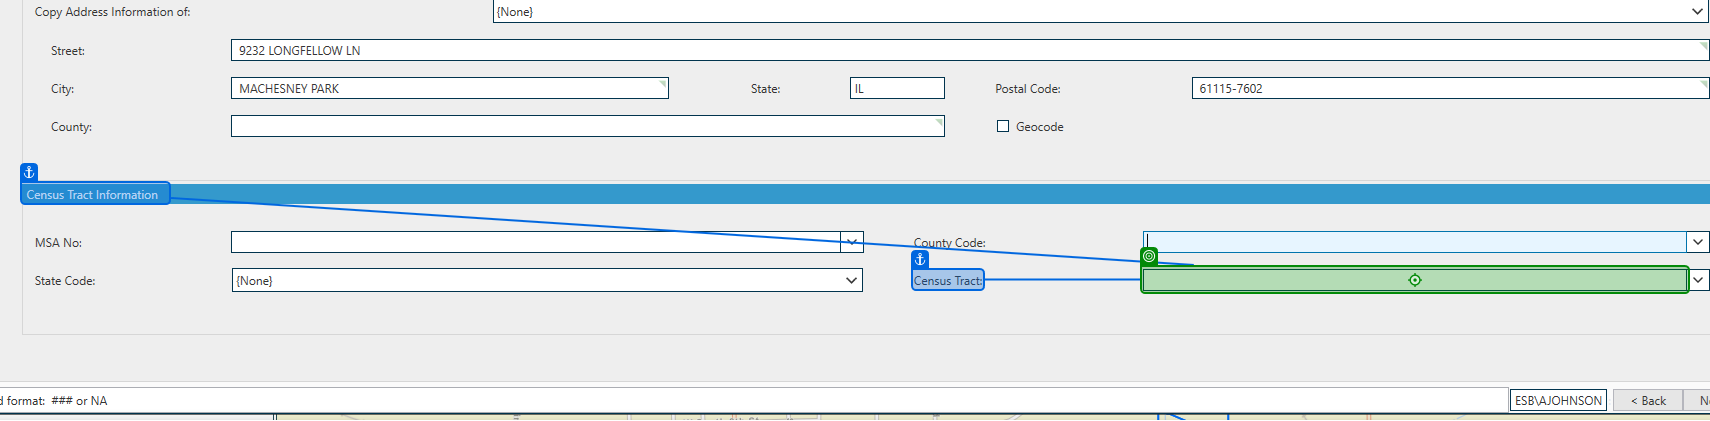 Copy Address Information of: {None}
Street: 9232 LONGFELLOW LN
City: MACHESNEY PARK State: IL Postal Code: 61115-7602
County: Geocode
Census Tract Information
MSA No: County Code:
State Code: {None} Census Tract:
d format: ### or NA ESB\AJOHNSON < Back